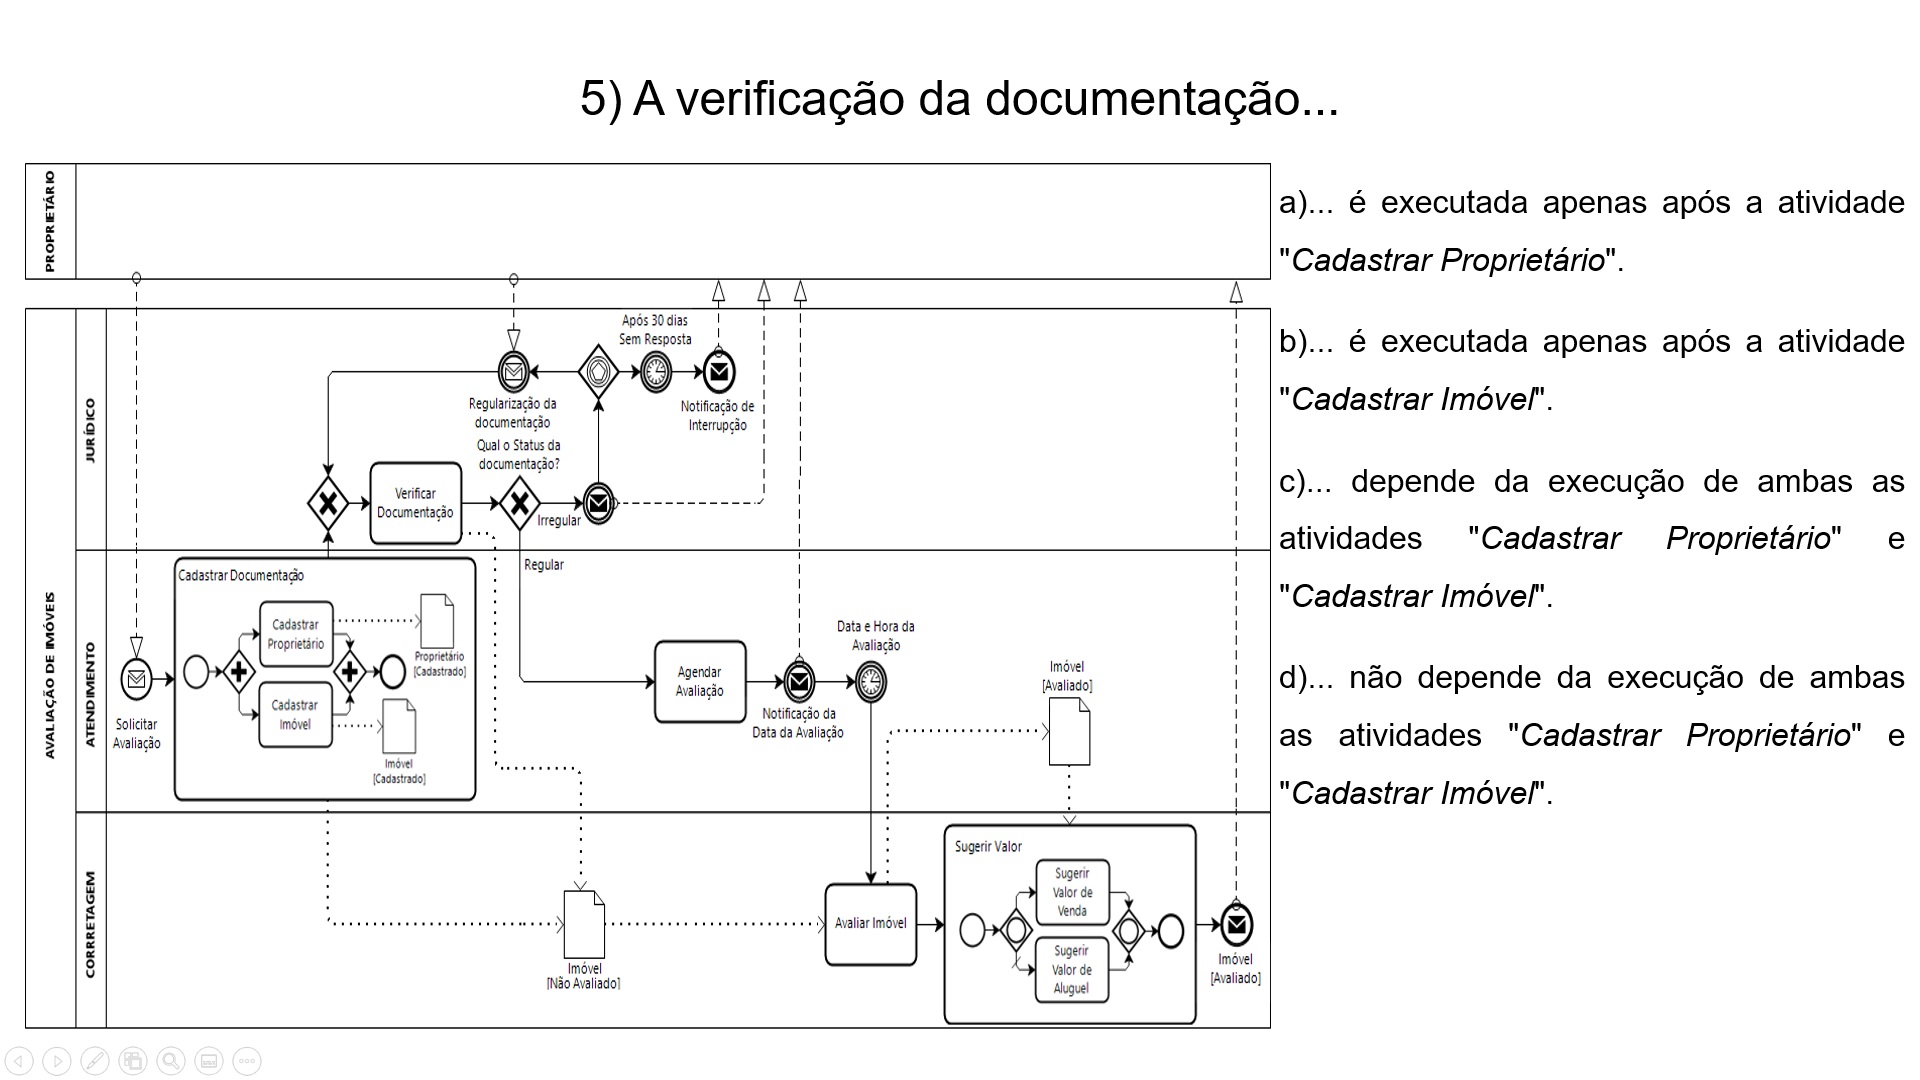 5) A verificação da documentação...
PROPRIETÁRIO
AVALIAÇÃO DE IMÓVEIS
JURÍDICO
Após 30 dias
Sem Resposta
Regularização da
documentação
Notificação de
Interrupção
Qual o Status da
documentação?
Verificar
Documentação
Irregular
Regular
ATENDIMENTO
Solicitar
Avaliação
Cadastrar Documentação
Cadastrar
Proprietário
Proprietário
[Cadastrado]
Cadastrar
Imóvel
Imóvel
[Cadastrado]
Agendar
Avaliação
Notificação da
Data da Avaliação
Data e Hora da
Avaliação
Imóvel
[Avaliado]
CORRETAGEM
Imóvel
[Não Avaliado]
Avaliar Imóvel
Sugerir Valor
Sugerir
Valor de
Venda
Sugerir
Valor de
Aluguel
Imóvel
[Avaliado]
a)... é executada apenas após a atividade
"Cadastrar Proprietário".
b)... é executada apenas após a atividade
"Cadastrar Imóvel".
c)... depende da execução de ambas as
atividades "Cadastrar Proprietário" e
"Cadastrar Imóvel".
d)... não depende da execução de ambas
as atividades "Cadastrar Proprietário" e
"Cadastrar Imóvel".